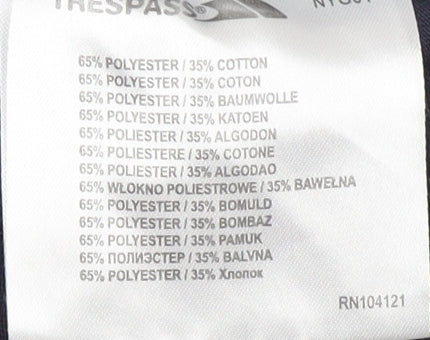 TRESPASS®
65% POLYESTER / 35% COTTON
65% POLYESTER / 35% COTON
65% POLYESTER / 35% BAUMWOLLE
65% POLYESTER / 35% KATOEN
65% POLIESTER / 35% ALGODON
65% POLIESTERE / 35% COTONE
65% POLIESTER / 35% ALGODAO
65% WŁOKNO POLIESTROWE / 35% BAWEŁNA
65% POLYESTER / 35% BOMULD
65% POLYESTER / 35% BOMBAZ
65% POLYESTER / 35% PAMUK
65% ПОЛИЭСТЕР / 35% BALVNA
65% POLYESTER / 35% Хлопок
RN104121